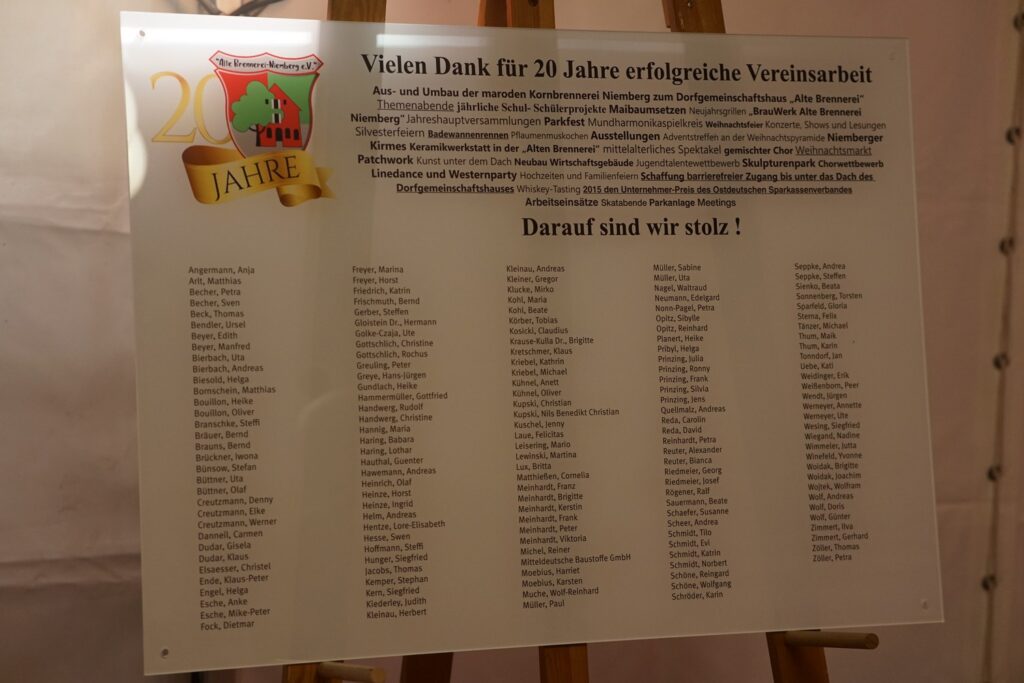 "Alte Brennerei-Niemberg e.V."
20
JAHRE
Vielen Dank für 20 Jahre erfolgreiche Vereinsarbeit
Aus- und Umbau der maroden Kornbrennerei Niemberg zum Dorfgemeinschaftshaus „Alte Brennerei"
Themenabende jährliche Schul- Schülerprojekte Maibaumsetzen Neujahrsgrillen „BrauWerk Alte Brennerei
Niemberg" Jahreshauptversammlungen Parkfest Mundharmonikaspielkreis Weihnachtsfeier Konzerte, Shows und Lesungen
Silvesterfeiern Badewannenrennen Pflaumenmuskochen Ausstellungen Adventstreffen an der Weihnachtspyramide Niemberger
Kirmes Keramikwerkstatt in der „Alten Brennerei" mittelalterliches Spektakel gemischter Chor Weihnachtsmarkt
Patchwork Kunst unter dem Dach Neubau Wirtschaftsgebäude Jugendtalentewettbewerb Skulpturenpark Chorwettbewerb
Linedance und Westernparty Hochzeiten und Familienfeiern Schaffung barrierefreier Zugang bis unter das Dach des
Dorfgemeinschaftshauses Whiskey-Tasting 2015 den Unternehmer-Preis des Ostdeutschen Sparkassenverbandes
Arbeitseinsätze Skatabende Parkanlage Meetings
Darauf sind wir stolz !
Angermann, Anja
Arlt, Matthias
Becher, Petra
Becher, Sven
Beck, Thomas
Bendler, Ursel
Beyer, Edith
Beyer, Manfred
Bierbach, Uta
Bierbach, Andreas
Biesold, Helga
Bornschein, Matthias
Bouillon, Heike
Bouillon, Oliver
Branschke, Steffi
Bräuer, Bernd
Brauns, Bernd
Brückner, Iwona
Bünsow, Stefan
Büttner, Uta
Büttner, Olaf
Creutzmann, Denny
Creutzmann, Elke
Creutzmann, Werner
Danneil, Carmen
Dudar, Gisela
Dudar, Klaus
Elsaesser, Christel
Ende, Klaus-Peter
Engel, Helga
Esche, Anke
Esche, Mike-Peter
Fock, Dietmar
Freyer, Marina
Freyer, Horst
Friedrich, Katrin
Frischmuth, Bernd
Gerber, Steffen
Gloistein Dr., Hermann
Golke-Czaja, Ute
Gottschlich, Christine
Gottschlich, Rochus
Greuling, Peter
Greye, Hans-Jürgen
Gundlach, Heike
Hammermüller, Gottfried
Handwerg, Rudolf
Handwerg, Christine
Hannig, Maria
Haring, Babara
Haring, Lothar
Hauthal, Guenter
Hawemann, Andreas
Heinrich, Olaf
Heinze, Horst
Heinze, Ingrid
Helm, Andreas
Hentze, Lore-Elisabeth
Hesse, Swen
Hoffmann, Steffi
Hunger, Siegfried
Jacobs, Thomas
Kemper, Stephan
Kern, Siegfried
Kiederley, Judith
Kleinau, Herbert
Kleinau, Andreas
Kleiner, Gregor
Klucke, Mirko
Kohl, Maria
Kohl, Beate
Körber, Tobias
Kosicki, Claudius
Krause-Kulla Dr., Brigitte
Kretschmer, Klaus
Kriebel, Kathrin
Kriebel, Michael
Kühnel, Anett
Kühnel, Oliver
Kupski, Christian
Kupski, Nils Benedikt Christian
Kuschel, Jenny
Laue, Felicitas
Leisering, Mario
Lewinski, Martina
Lux, Britta
Matthießen, Cornelia
Meinhardt, Franz
Meinhardt, Brigitte
Meinhardt, Kerstin
Meinhardt, Frank
Meinhardt, Peter
Meinhardt, Viktoria
Michel, Reiner
Mitteldeutsche Baustoffe GmbH
Moebius, Harriet
Moebius, Karsten
Muche, Wolf-Reinhard
Müller, Paul
Müller, Sabine
Müller, Uta
Nagel, Waltraud
Neumann, Edelgard
Nonn-Pagel, Petra
Opitz, Sibylle
Opitz, Reinhard
Planert, Heike
Pribyl, Helga
Prinzing, Julia
Prinzing, Ronny
Prinzing, Frank
Prinzing, Silvia
Prinzing, Jens
Quellmalz, Andreas
Reda, Carolin
Reda, David
Reinhardt, Petra
Reuter, Alexander
Reuter, Bianca
Riedmeier, Georg
Riedmeier, Josef
Rögener, Ralf
Sauermann, Beate
Schaefer, Susanne
Scheer, Andrea
Schmidt, Tilo
Schmidt, Evi
Schmidt, Katrin
Schmidt, Norbert
Schöne, Reingard
Schöne, Wolfgang
Schröder, Karin
Seppke, Andrea
Seppke, Steffen
Sienko, Beata
Sonnenberg, Torsten
Sparfeld, Gloria
Stema, Felix
Tänzer, Michael
Thum, Maik
Thum, Karin
Tonndorf, Jan
Uebe, Kati
Weidinger, Erik
Weißenborn, Peer
Wendt, Jürgen
Werneyer, Annette
Werneyer, Ute
Wesing, Siegfried
Wiegand, Nadine
Wimmeler, Jutta
Winefeld, Yvonne
Woidak, Brigitte
Woidak, Joachim
Wojtek, Wolfram
Wolf, Andreas
Wolf, Doris
Wolf, Günter
Zimmert, Ilva
Zimmert, Gerhard
Zöller, Thomas
Zöller, Petra